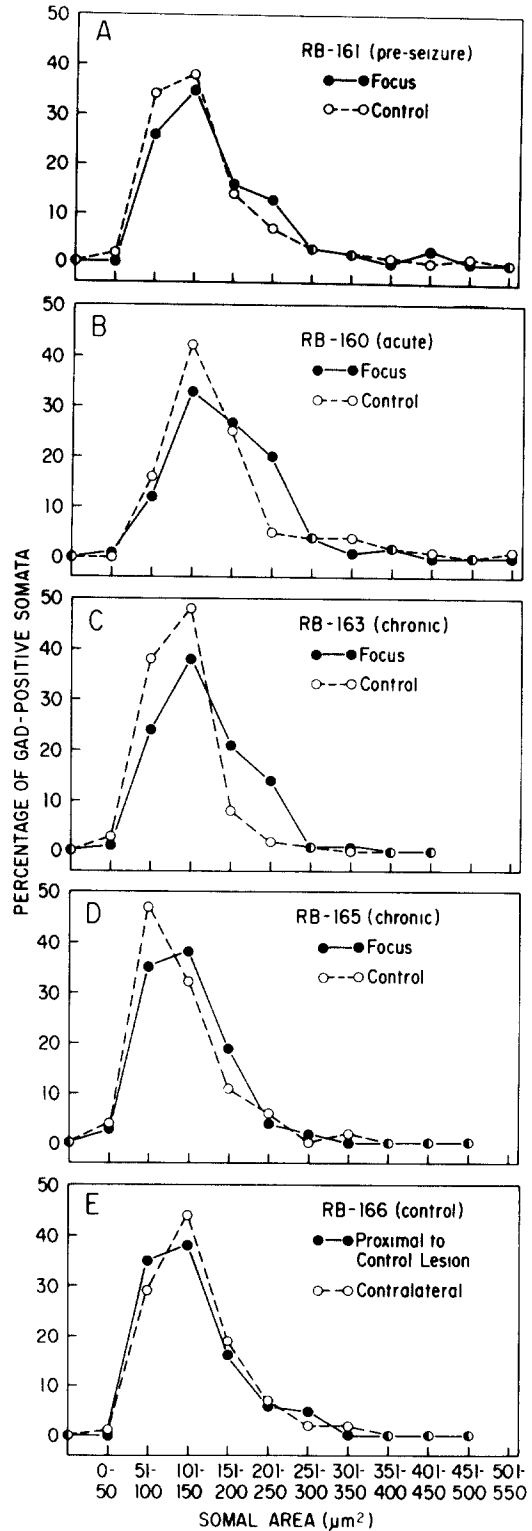 A
RB-161 (pre-seizure)
Focus
Control
50
40
30
20
10
0
B
RB-160 (acute)
Focus
Control
50
40
30
20
10
0
C
RB-163 (chronic)
Focus
Control
50
40
30
20
10
0
D
RB-165 (chronic)
Focus
Control
50
40
30
20
10
0
E
RB-166 (control)
Proximal to
Control Lesion
Contralateral
50
40
30
20
10
0
PERCENTAGE OF GAD-POSITIVE SOMATA
0- 51- 101- 151- 201- 251- 301- 351- 401- 451- 501-
50 100 150 200 250 300 350 400 450 500 550
SOMAL AREA (µm²)